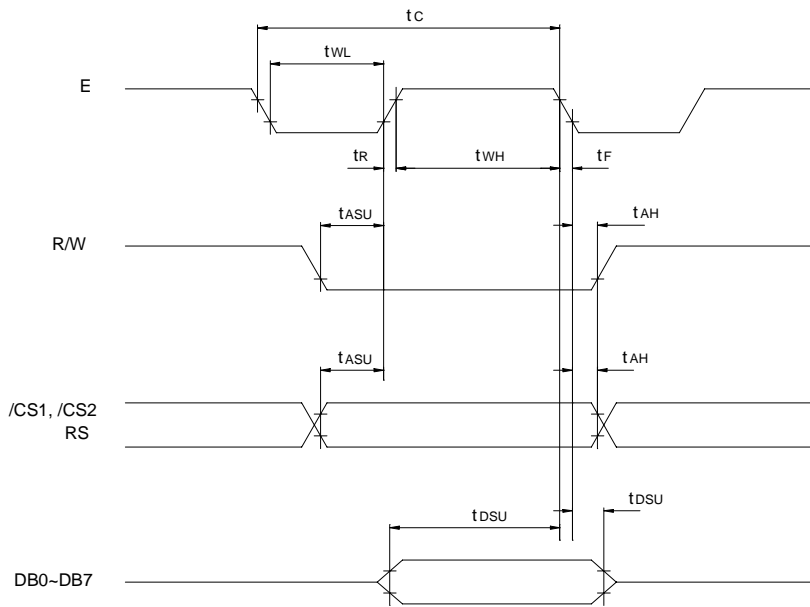 tC
tWL
E
tR
tWH
tF
tASU
tAH
R/W
tASU
tAH
/CS1, /CS2
RS
tDSU
tDSU
DB0~DB7